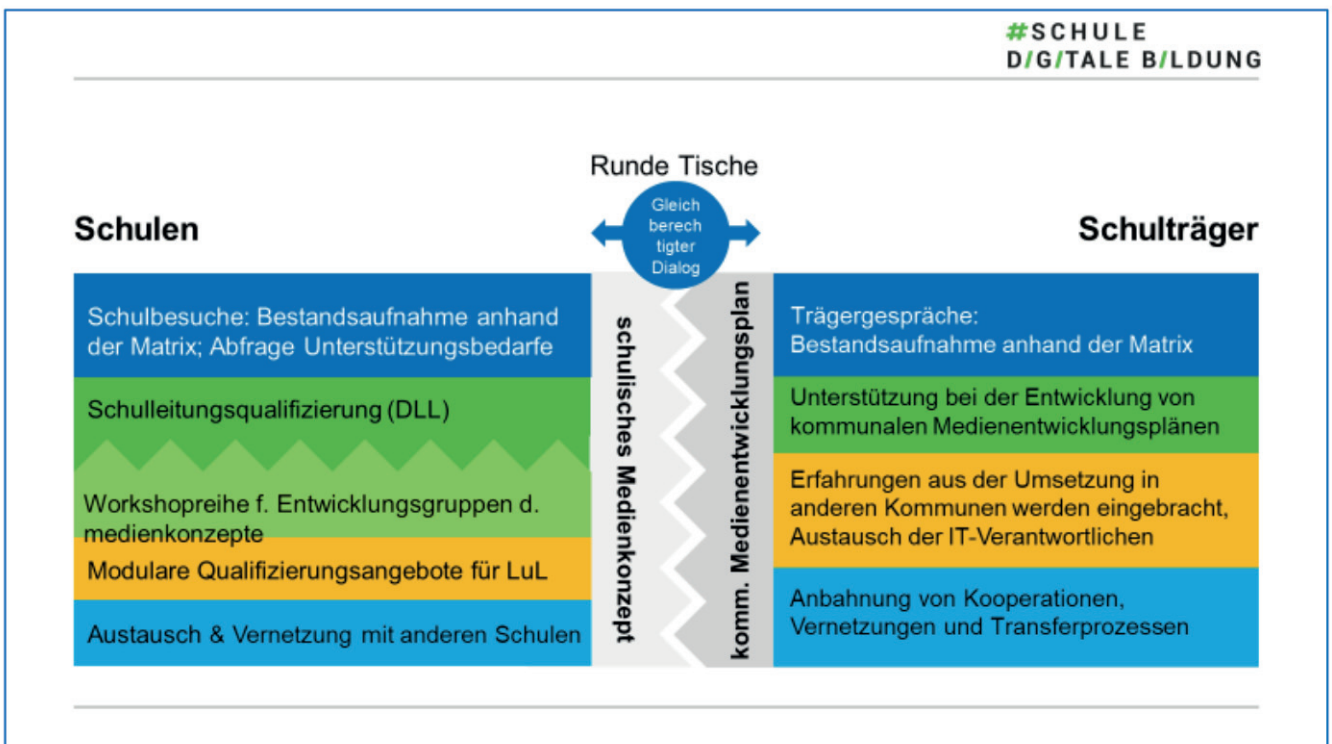 #SCHULE
DIGITALE BILDUNG
Runde Tische
Gleich
berech
tigter
Dialog
Schulen
Schulträger
Schulbesuche: Bestandsaufnahme anhand
der Matrix; Abfrage Unterstützungsbedarfe
Schulleitungsqualifizierung (DLL)
Workshopreihe f. Entwicklungsgruppen d.
medienkonzepte
Modulare Qualifizierungsangebote für LuL
Austausch & Vernetzung mit anderen Schulen
schulisches Medienkonzept
komm. Medienentwicklungsplan
Trägergespräche:
Bestandsaufnahme anhand der Matrix
Unterstützung bei der Entwicklung von
kommunalen Medienentwicklungsplänen
Erfahrungen aus der Umsetzung in
anderen Kommunen werden eingebracht,
Austausch der IT-Verantwortlichen
Anbahnung von Kooperationen,
Vernetzungen und Transferprozessen